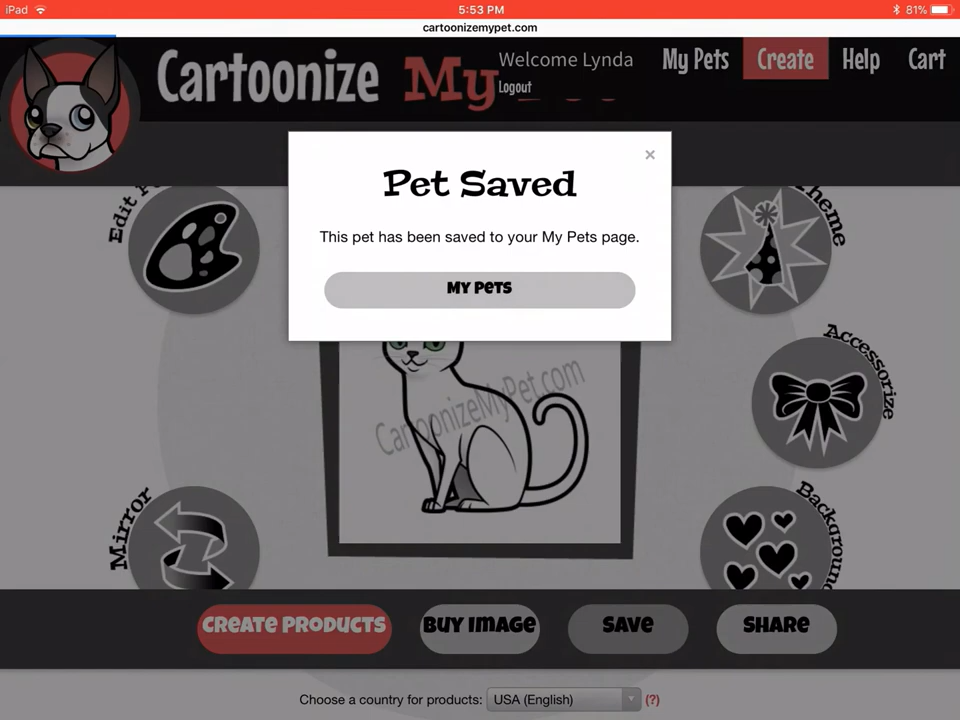 iPad 5:53 PM 81%
cartoonizemypet.com
Cartoonize My
Welcome Lynda
Logout
My Pets Create Help Cart
Edit
Theme
Pet Saved
×
This pet has been saved to your My Pets page.
MY PETS
Accessorize
CartoonizeMyPet.com
Mirror
Background
CREATE PRODUCTS BUY IMAGE SAVE SHARE
Choose a country for products: USA (English) (?)